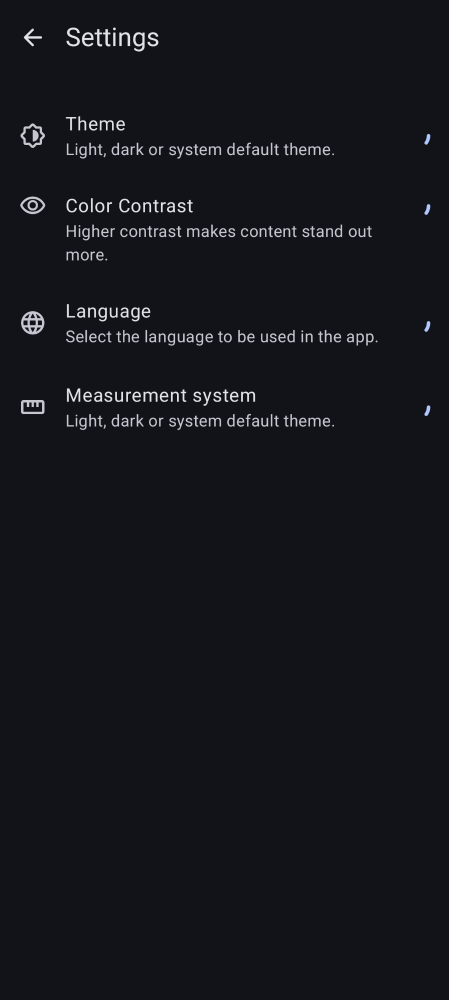 Settings
Theme
Light, dark or system default theme.
Color Contrast
Higher contrast makes content stand out
more.
Language
Select the language to be used in the app.
Measurement system
Light, dark or system default theme.